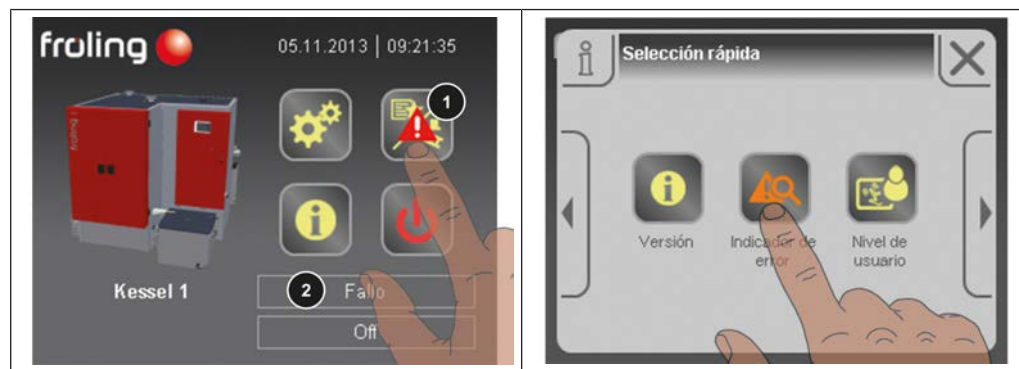 fröling
05.11.2013 | 09:21:35
1
Kessel 1
2 Fallo
Off
Selección rápida
Versión
Indicador de
error
Nivel de
usuario